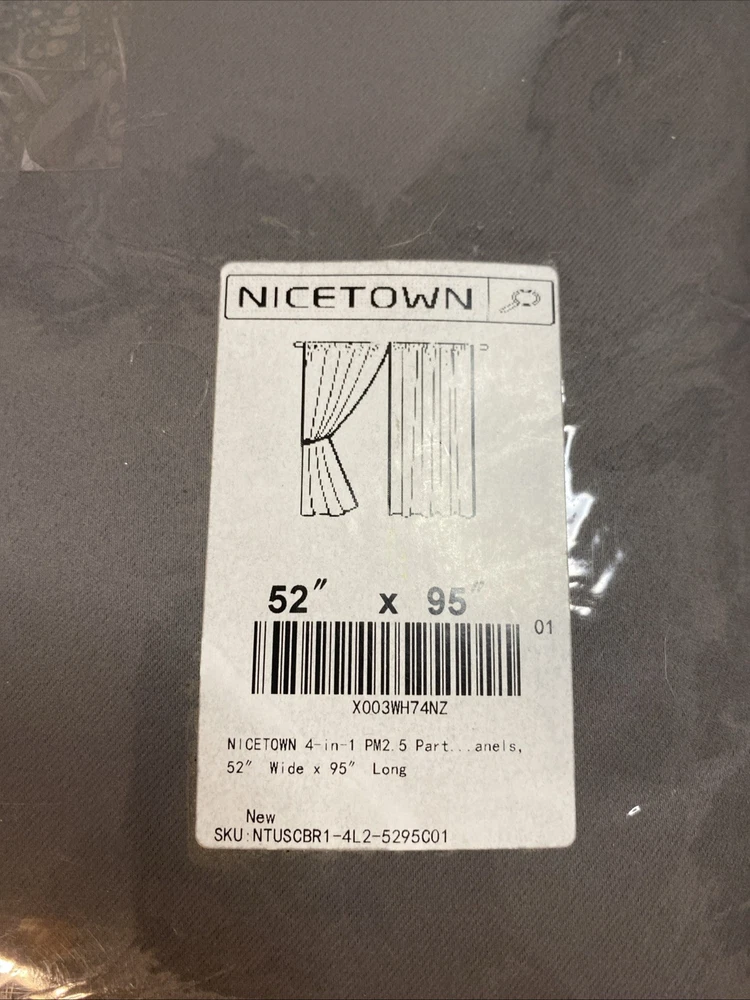 NICETOWN
52″ x 95″
01
X003WH74NZ
NICETOWN 4-in-1 PM2.5 Part...anels,
52″ Wide x 95″ Long
New
SKU:NTUSCBR1-4L2-5295C01